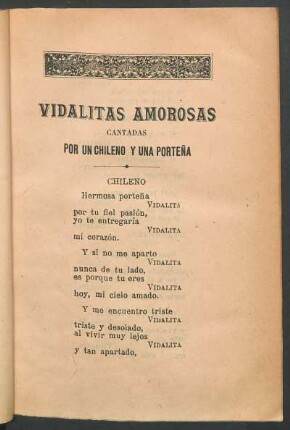 VIDALITAS AMOROSAS
CANTADAS
POR UN CHILENO Y UNA PORTEÑA
CHILENO
Hermosa porteña
VIDALITA
por tu fiel pasión,
yo te entregaría
VIDALITA
mi corazón.
Y si no me aparto
VIDALITA
nunca de tu lado,
es porque tu eres
VIDALITA
hoy, mi cielo amado.
Y me encuentro triste
VIDALITA
triste y desolado,
al vivir muy lejos
VIDALITA
y tan apartado,